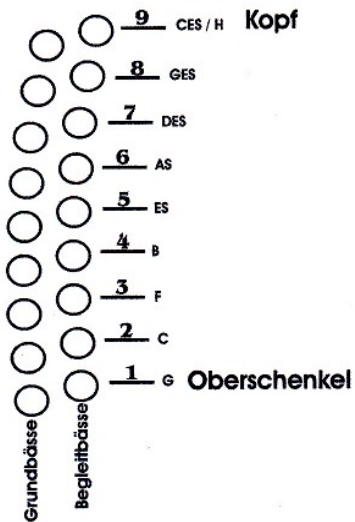 9 CES / H Kopf
8 GES
7 DES
6 AS
5 ES
4 B
3 F
2 C
1 G Oberschenkel
Grundbässe
Begleitbässe